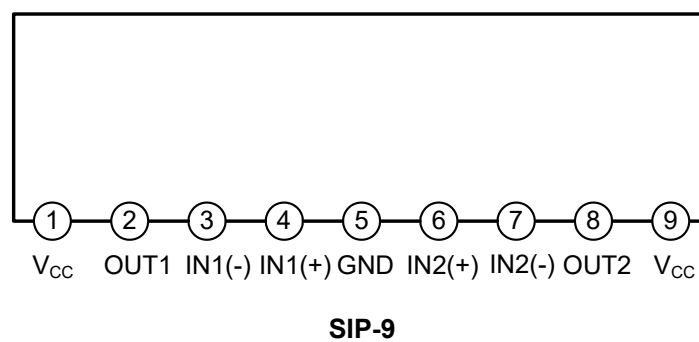 1 2 3 4 5 6 7 8 9
VCC OUT1 IN1(-) IN1(+) GND IN2(+) IN2(-) OUT2 VCC
SIP-9